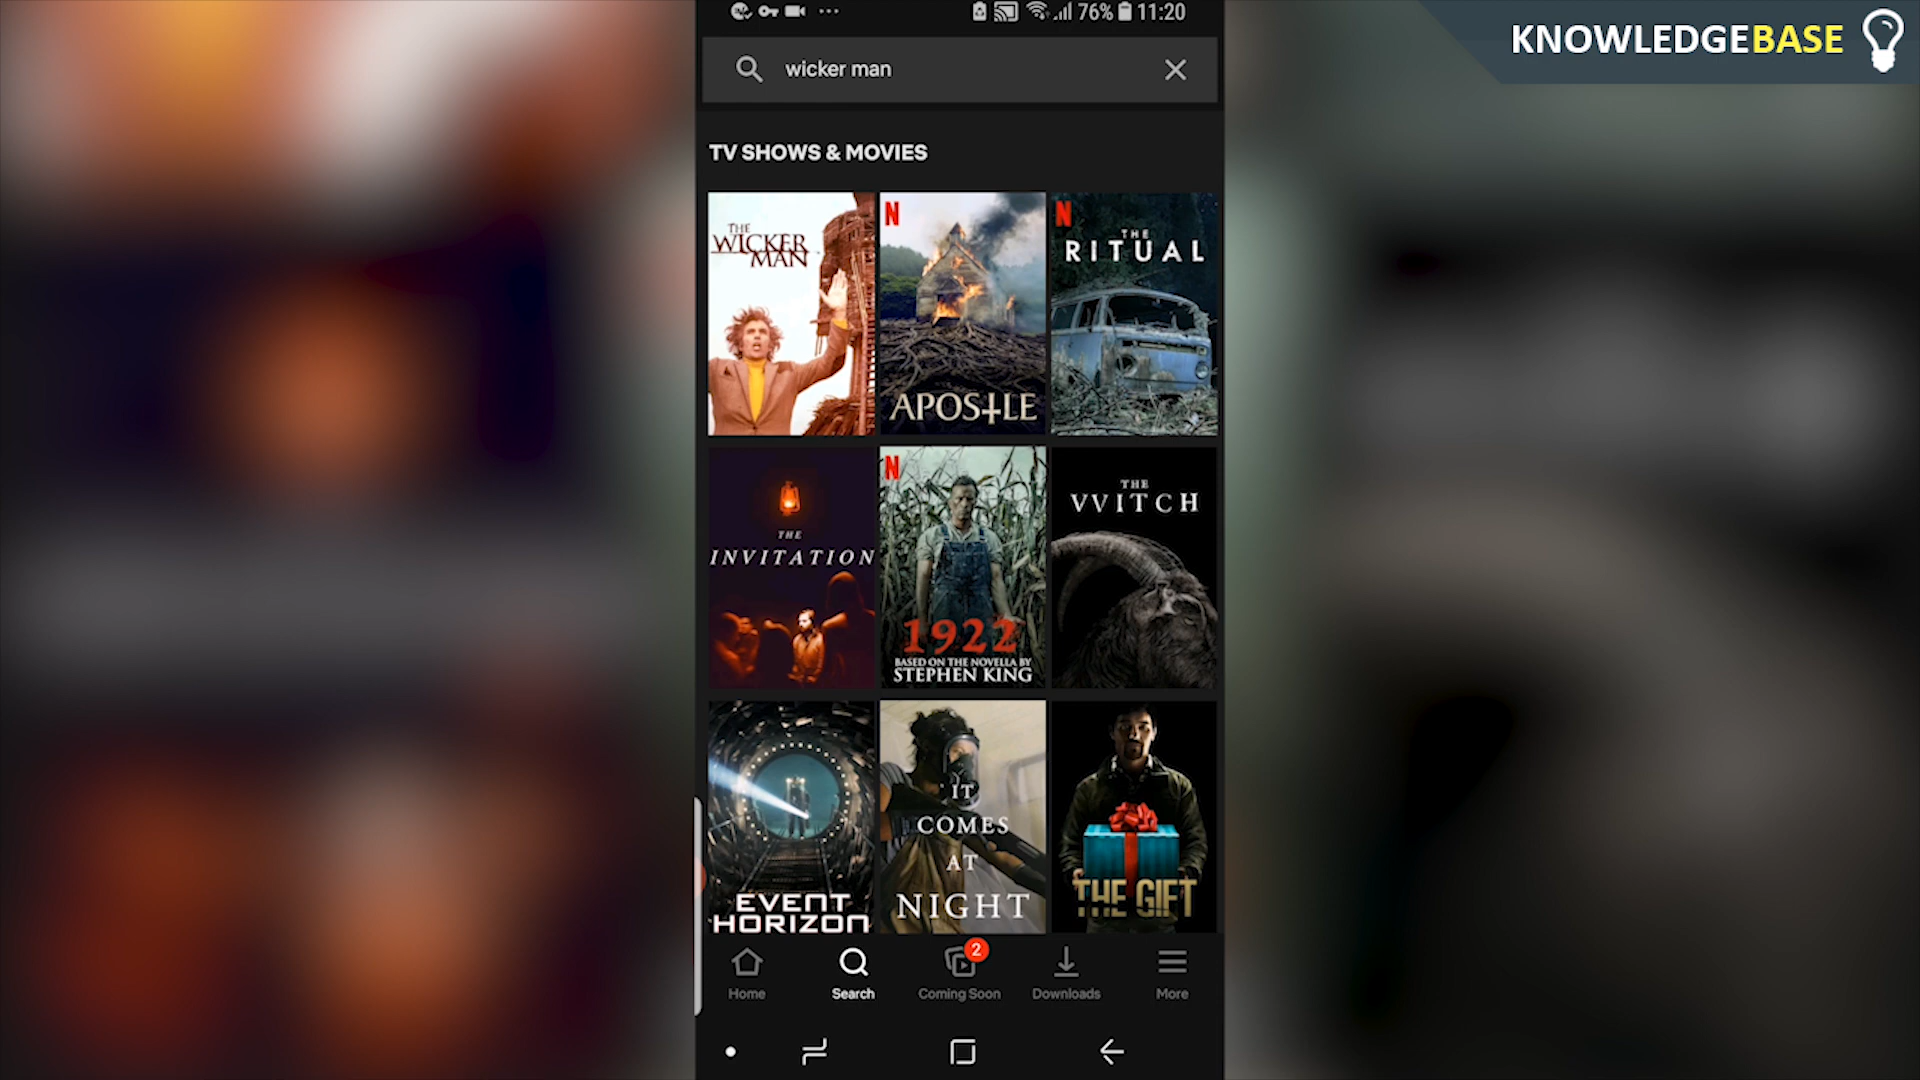 76% 11:20
KNOWLEDGEBASE
wicker man
TV SHOWS & MOVIES
THE
WICKER
MAN
N
APOSTLE
N
THE
RITUAL
THE
INVITATION
N
1922
BASED ON THE NOVELLA BY
STEPHEN KING
THE
VVITCH
EVENT
HORIZON
IT
COMES
AT
NIGHT
THE GIFT
2
Home
Search
Coming Soon
Downloads
More